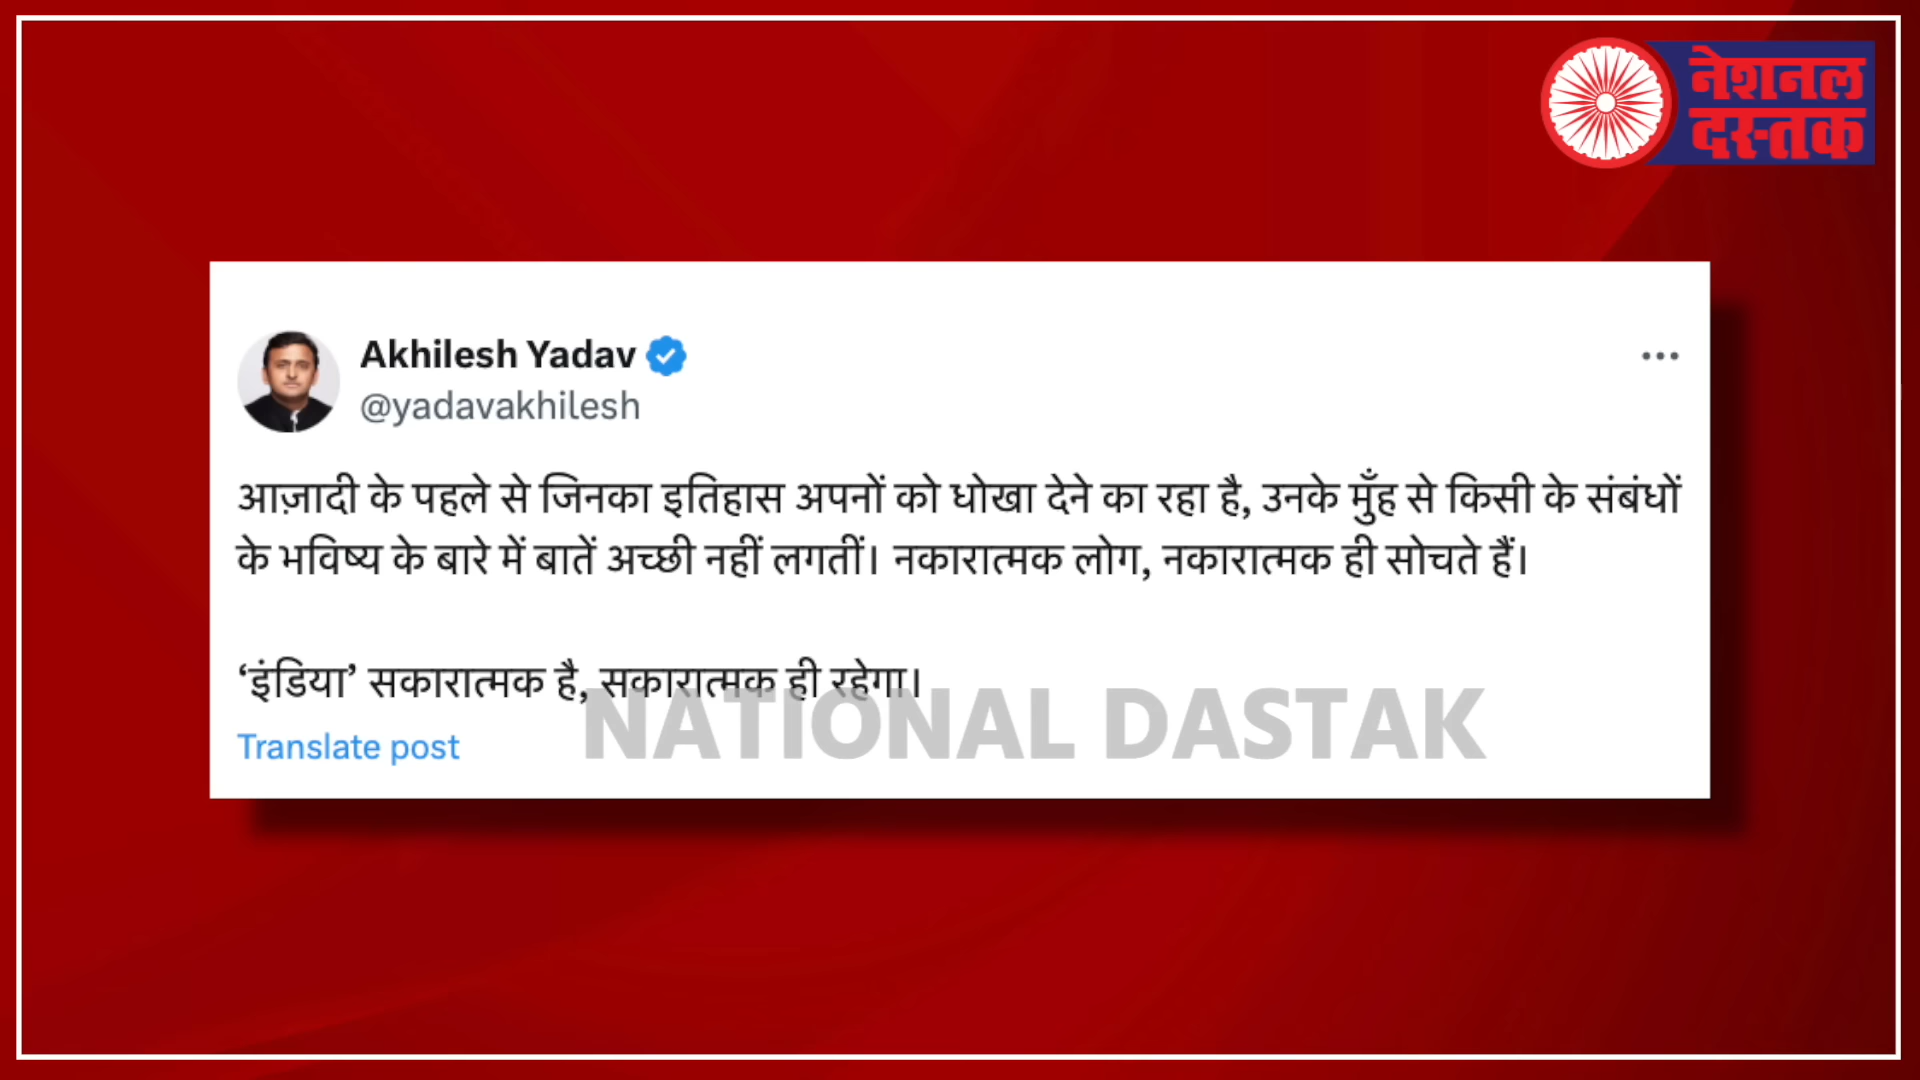 नेशनल
दस्तक
Akhilesh Yadav
@yadavakhilesh
आज़ादी के पहले से जिनका इतिहास अपनों को धोखा देने का रहा है, उनके मुँह से किसी के संबंधों
के भविष्य के बारे में बातें अच्छी नहीं लगतीं। नकारात्मक लोग, नकारात्मक ही सोचते हैं।
‘इंडिया’ सकारात्मक है, सकारात्मक ही रहेगा।
NATIONAL DASTAK
Translate post